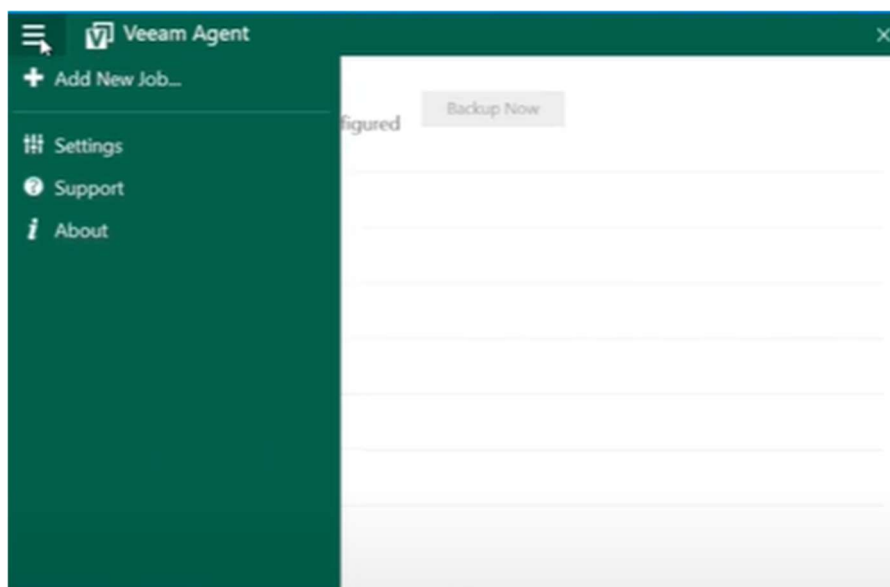 Veeam Agent
Add New Job...
figured
Backup Now
Settings
Support
About